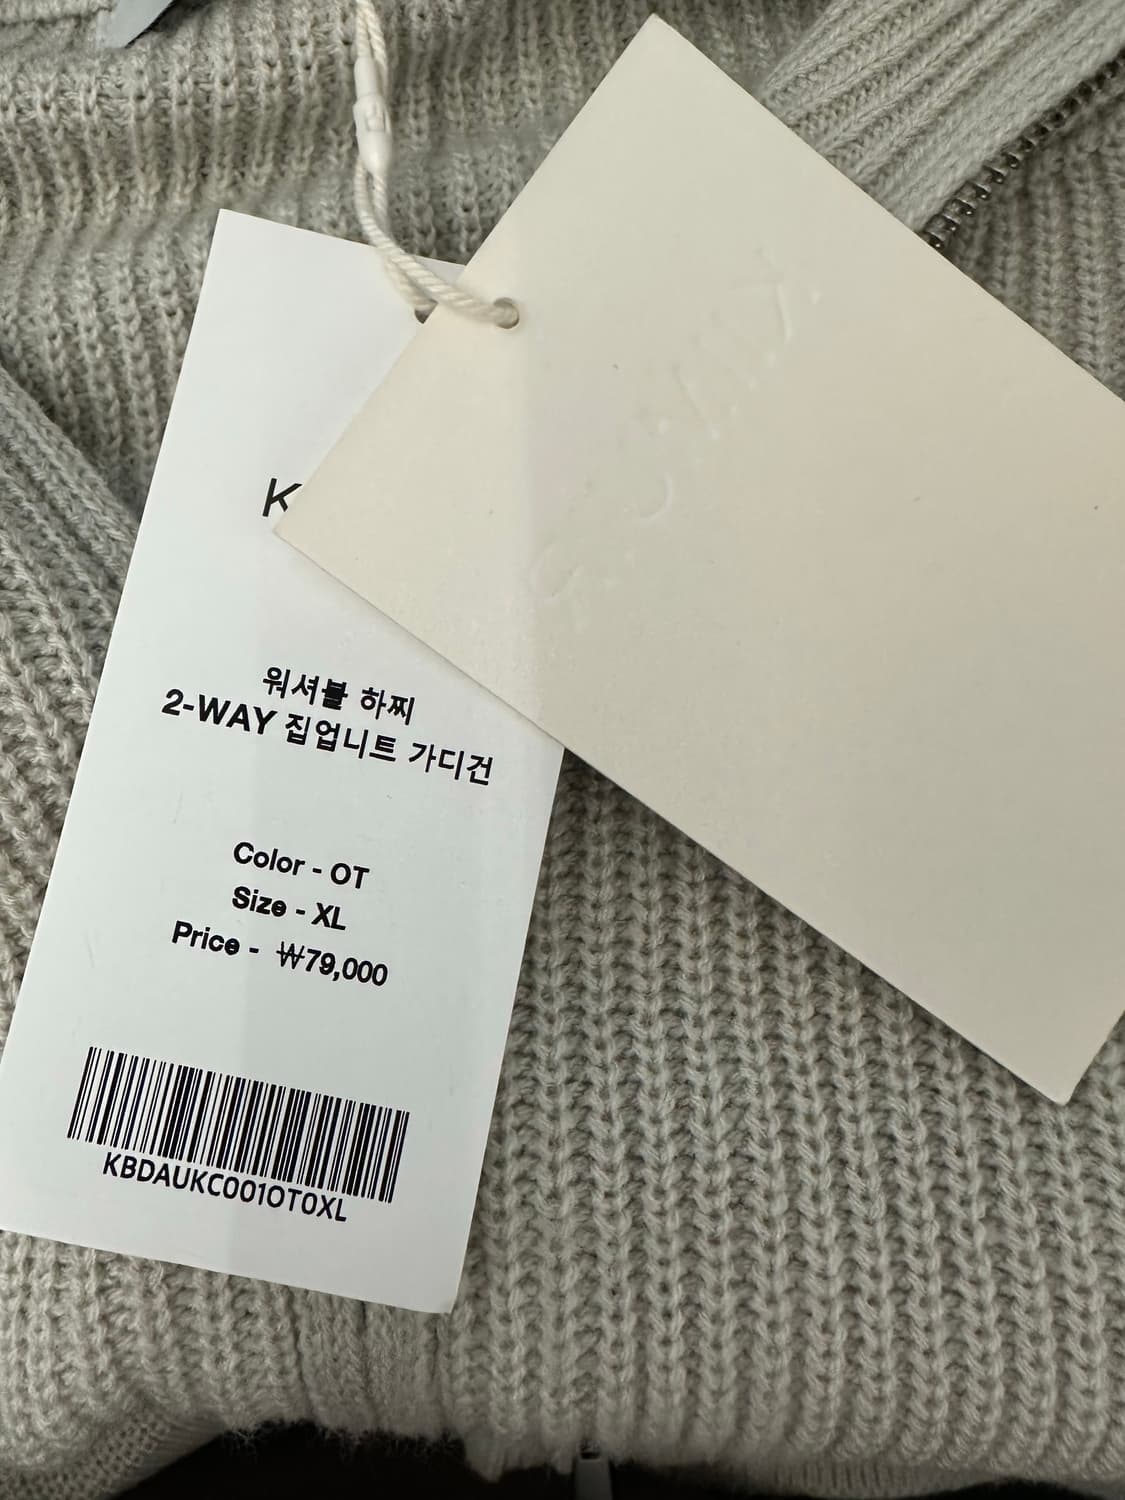 K
워셔블 하찌
2-WAY 집업니트 가디건
Color - OT
Size - XL
Price - ₩79,000
KBDAUKC001OT0XL